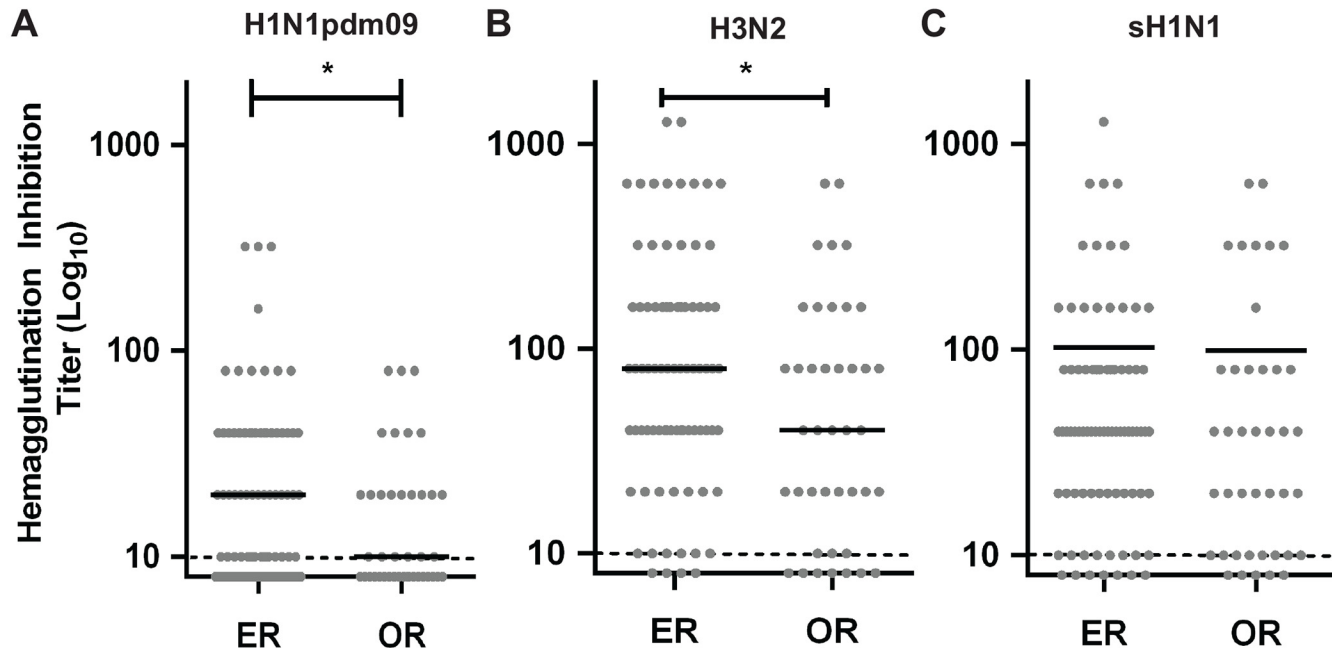 A
H1N1pdm09
B
H3N2
C
sH1N1
*
*
Hemagglutination Inhibition
Titer (Log10)
1000
100
10
ER
OR
1000
100
10
ER
OR
1000
100
10
ER
OR